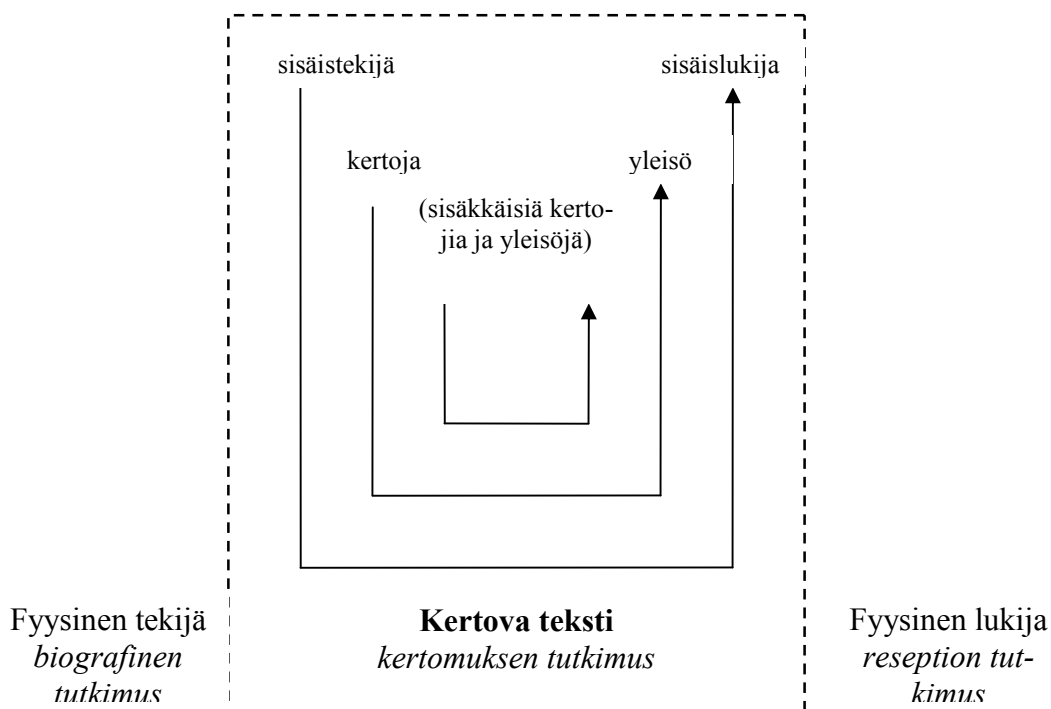 sisäistekijä
sisäislukija
kertoja
yleisö
(sisäkkäisiä kerto-
jia ja yleisöjä)
Fyysinen tekijä
biografinen
tutkimus
Kertova teksti
kertomuksen tutkimus
Fyysinen lukija
reseption tut-
kimus